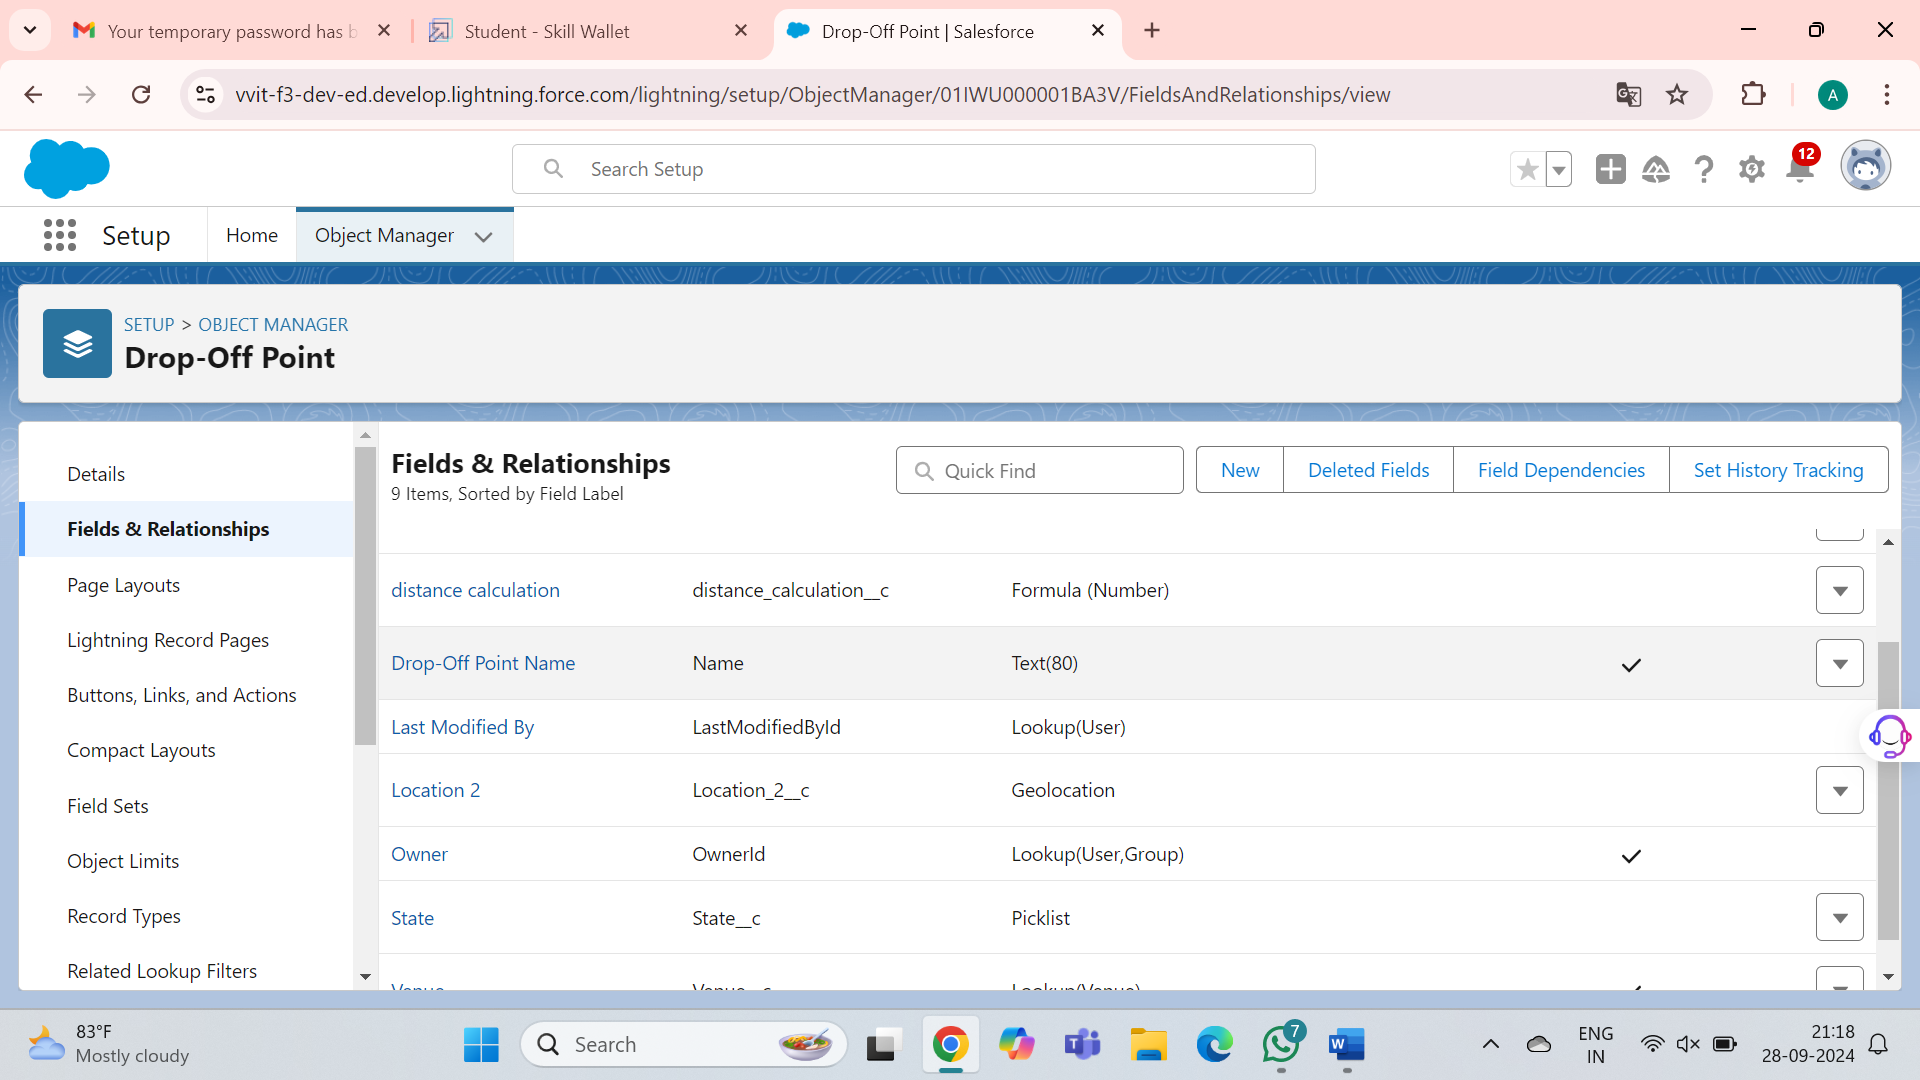 Your temporary password has b
Student - Skill Wallet
Drop-Off Point | Salesforce
vvit-f3-dev-ed.develop.lightning.force.com/lightning/setup/ObjectManager/01IWU000001BA3V/FieldsAndRelationships/view
A
Search Setup
12
Setup
Home
Object Manager
SETUP > OBJECT MANAGER
Drop-Off Point
Details
Fields & Relationships
Page Layouts
Lightning Record Pages
Buttons, Links, and Actions
Compact Layouts
Field Sets
Object Limits
Record Types
Related Lookup Filters
Fields & Relationships
9 Items, Sorted by Field Label
Quick Find
New
Deleted Fields
Field Dependencies
Set History Tracking
distance calculation distance_calculation__c Formula (Number)
Drop-Off Point Name Name Text(80)
Last Modified By LastModifiedById Lookup(User)
Location 2 Location_2__c Geolocation
Owner OwnerId Lookup(User,Group)
State State__c Picklist
Venue Venue__c Lookup(Venue)
83°F
Mostly cloudy
Search
7
ENG
IN
21:18
28-09-2024